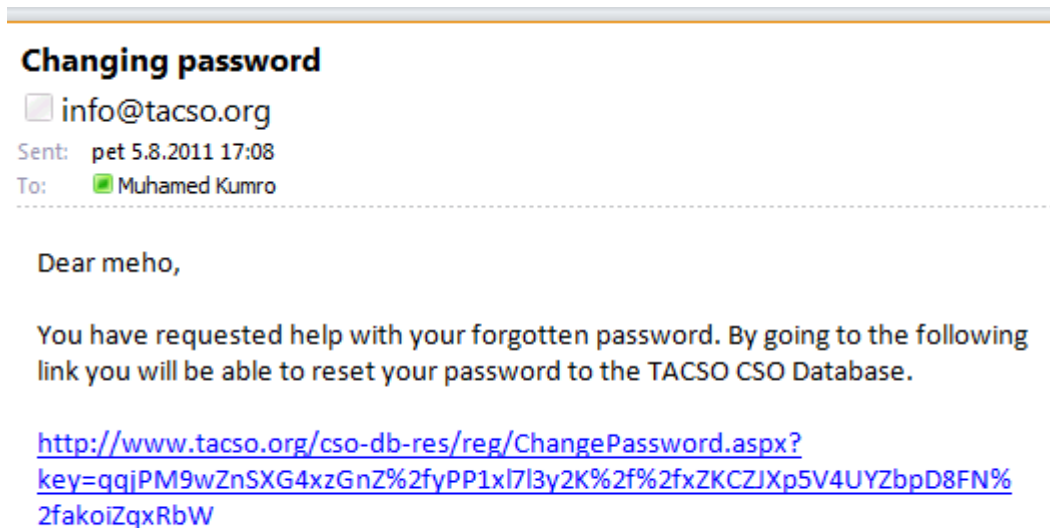 Changing password
info@tacso.org
Sent: pet 5.8.2011 17:08
To: Muhamed Kumro
Dear meho,
You have requested help with your forgotten password. By going to the following
link you will be able to reset your password to the TACSO CSO Database.
http://www.tacso.org/cso-db-res/reg/ChangePassword.aspx?
key=qqjPM9wZnSXG4xzGnZ%2fyPP1xl7l3y2K%2f%2fxZKCZJXp5V4UYZbpD8FN%
2fakoiZqxRbW